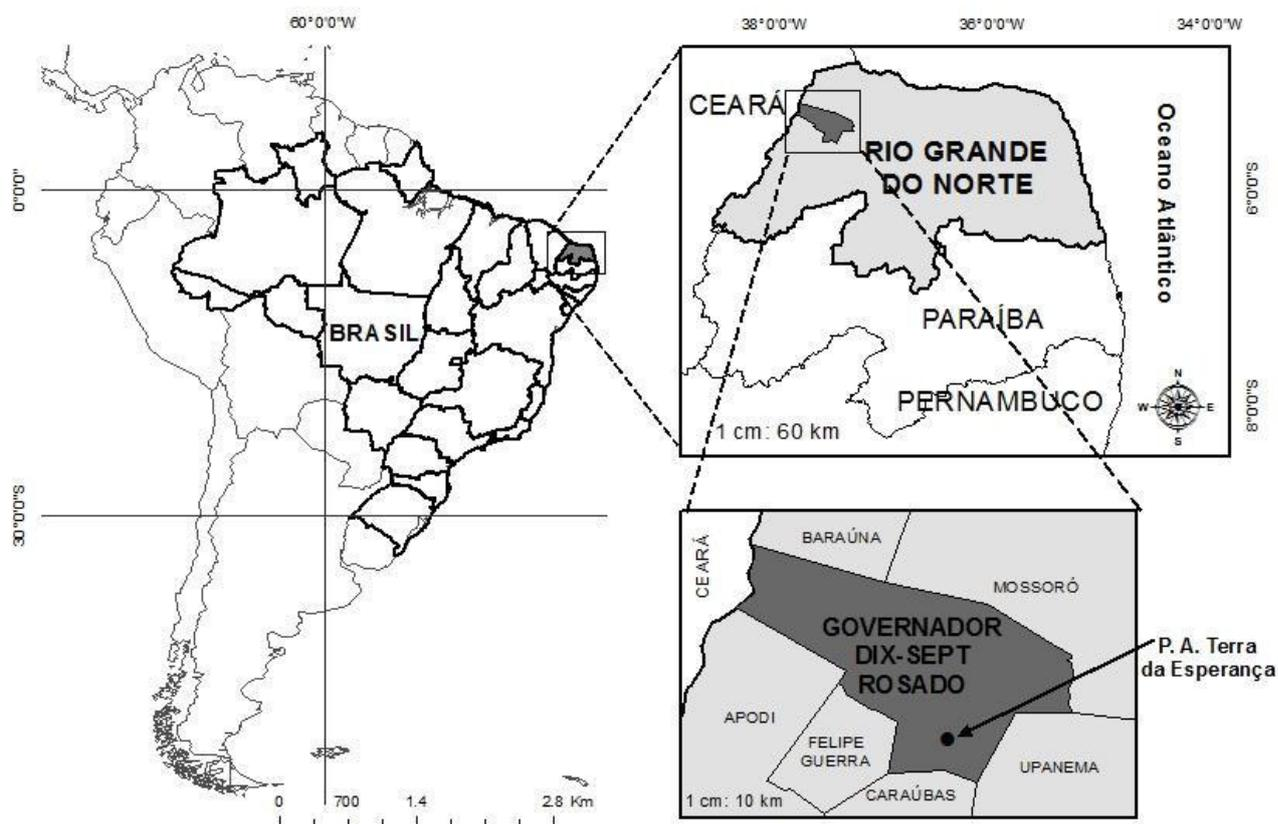 60°0'0"W
0°0'0"
30°0'0"S
BRASIL
0 700 1.4 2.8 Km
38°0'0"W 36°0'0"W 34°0'0"W
CEARÁ
RIO GRANDE
DO NORTE
Oceano Atlântico
6°0'0"S
PARAÍBA
PERNAMBUCO
N
W E
S
8°0'0"S
1 cm: 60 km
CEARÁ
BARAÚNA
MOSSORÓ
GOVERNADOR
DIX-SEPT
ROSADO
P. A. Terra
da Esperança
APODI
FELIPE
GUERRA
UPANEMA
CARAÚBAS
1 cm: 10 km